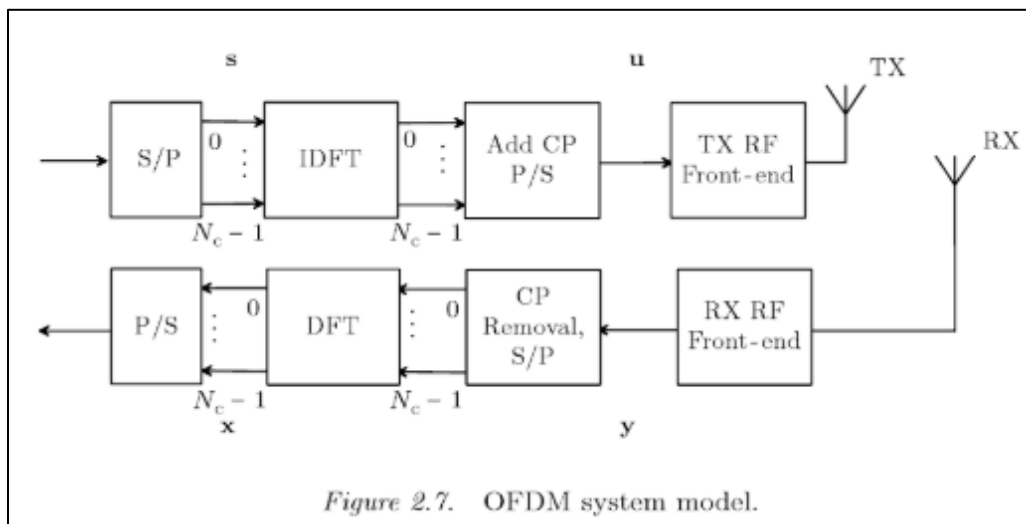 s
u
TX
S/P
0
⋮
N_c − 1
IDFT
0
⋮
N_c − 1
Add CP
P/S
TX RF
Front-end
RX
P/S
0
⋮
N_c − 1
DFT
0
⋮
N_c − 1
CP
Removal,
S/P
RX RF
Front-end
x
y
Figure 2.7. OFDM system model.